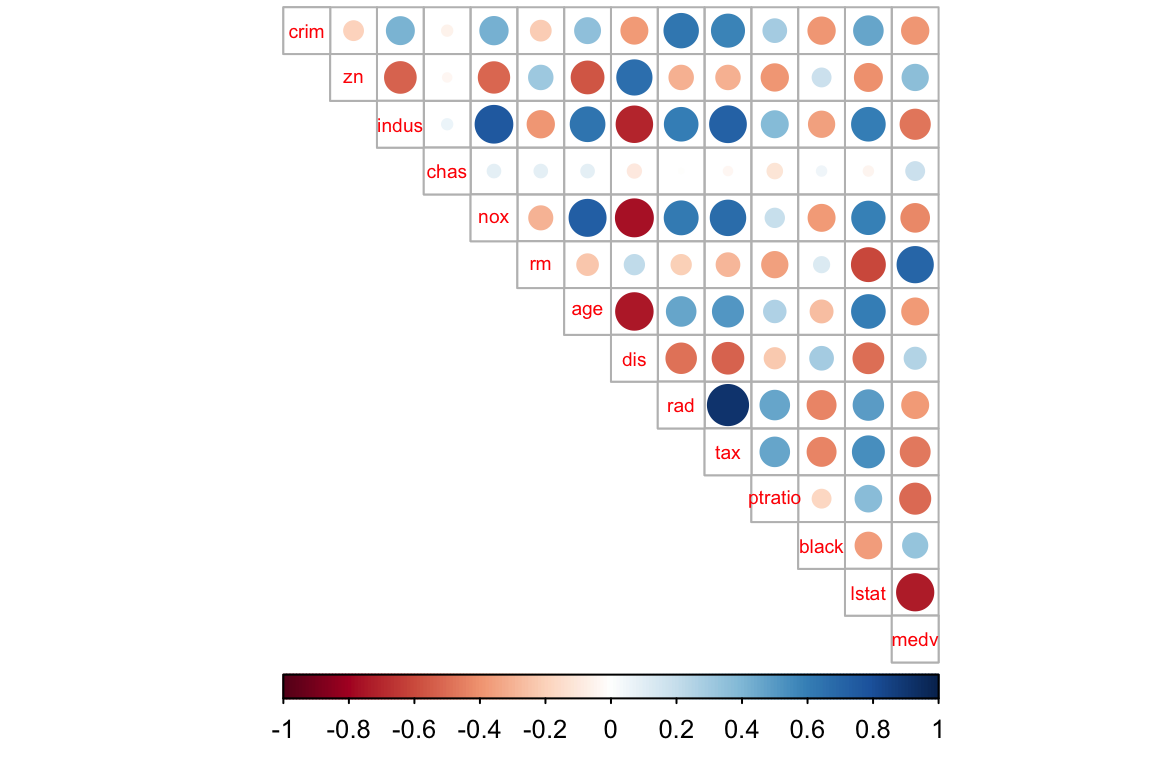 crim
zn
indus
chas
nox
rm
age
dis
rad
tax
ptratio
black
lstat
medv
-1 -0.8 -0.6 -0.4 -0.2 0 0.2 0.4 0.6 0.8 1